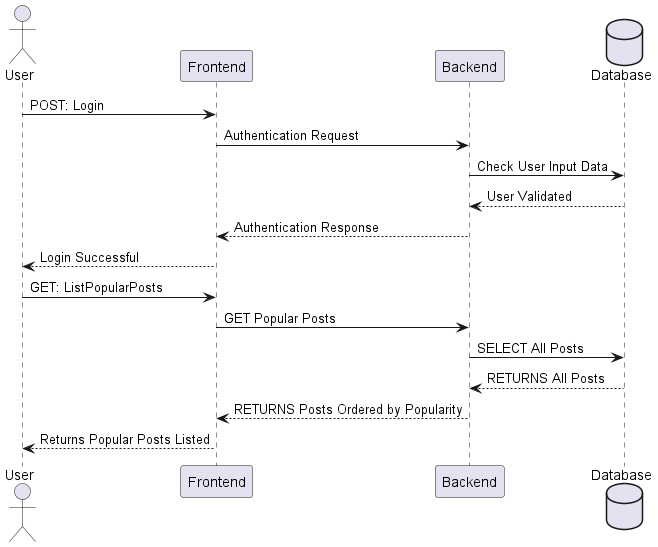 User
Frontend
Backend
Database
POST: Login
Authentication Request
Check User Input Data
User Validated
Authentication Response
Login Successful
GET: ListPopularPosts
GET Popular Posts
SELECT All Posts
RETURNS All Posts
RETURNS Posts Ordered by Popularity
Returns Popular Posts Listed
User
Frontend
Backend
Database